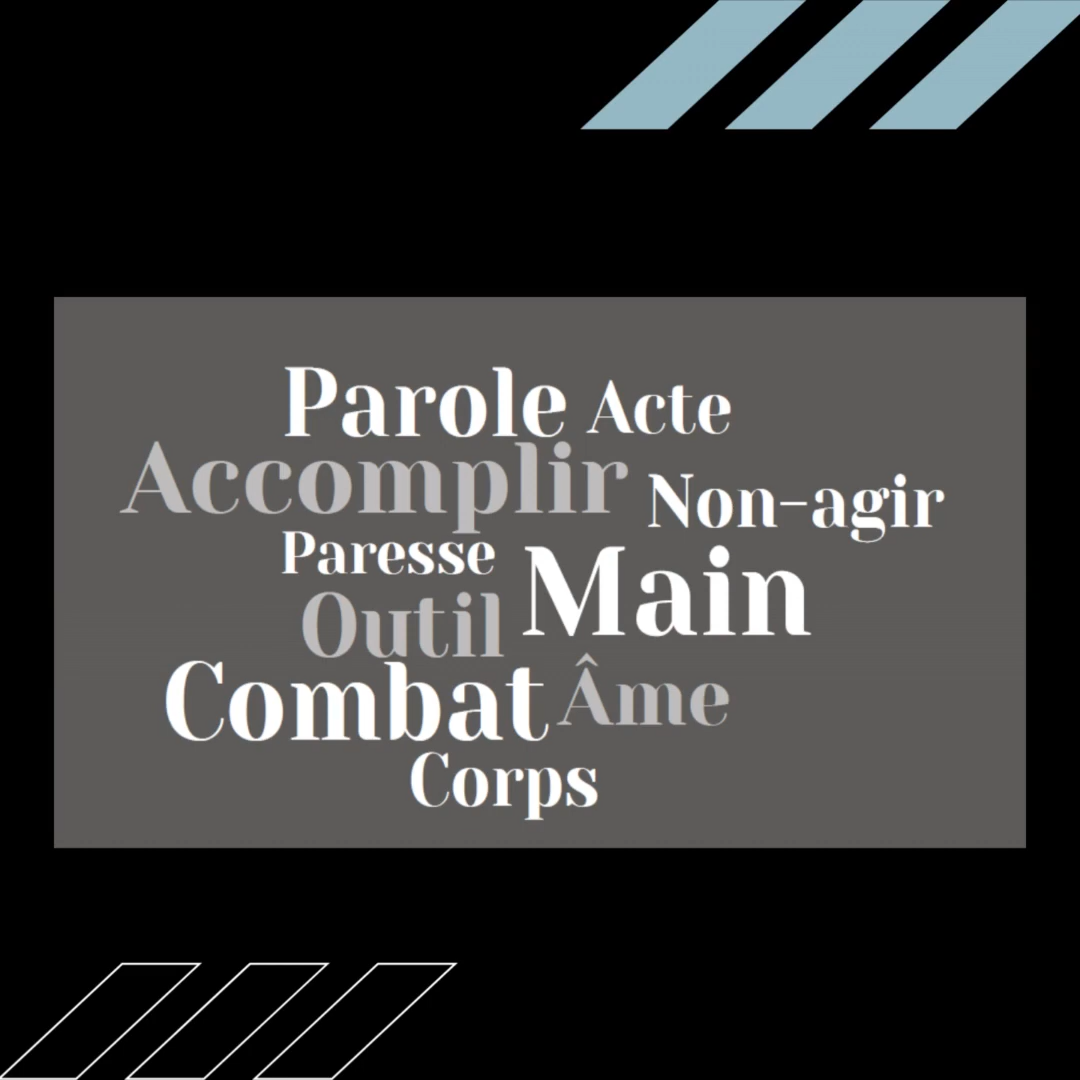 Parole Acte
Accomplir Non-agir
Paresse Main
Outil
Combat Âme
Corps